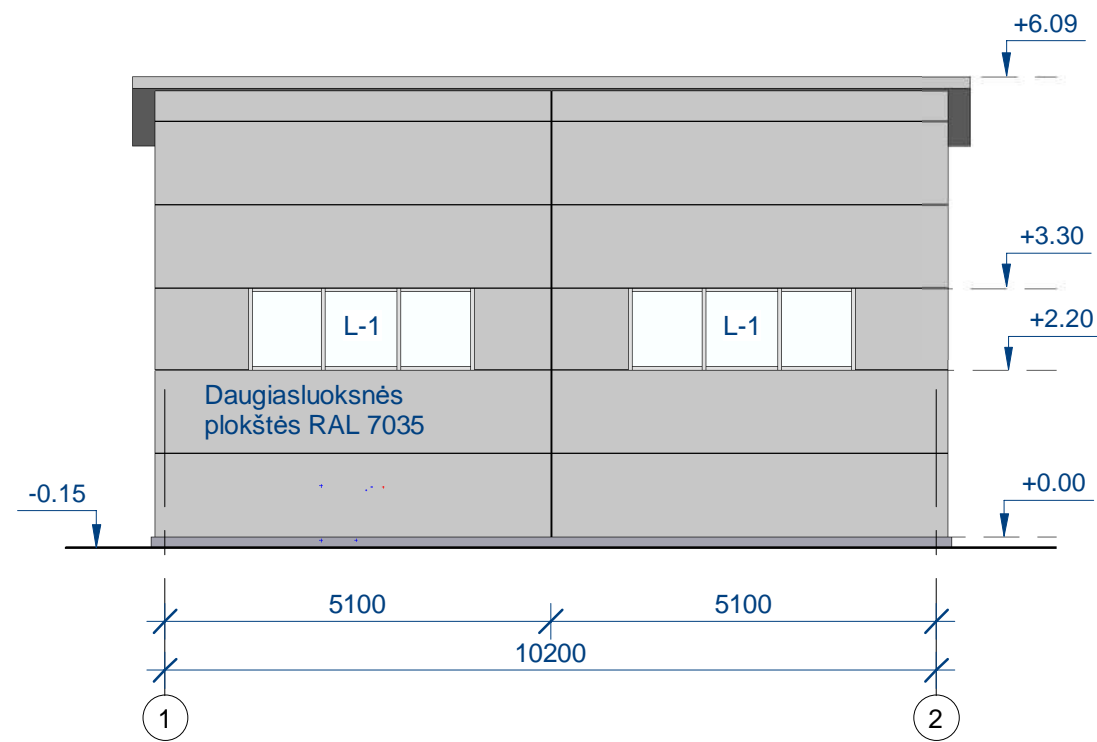 +6.09
+3.30
L-1
L-1
+2.20
Daugiasluoksnės
plokštės RAL 7035
-0.15
+0.00
5100
5100
10200
1
2